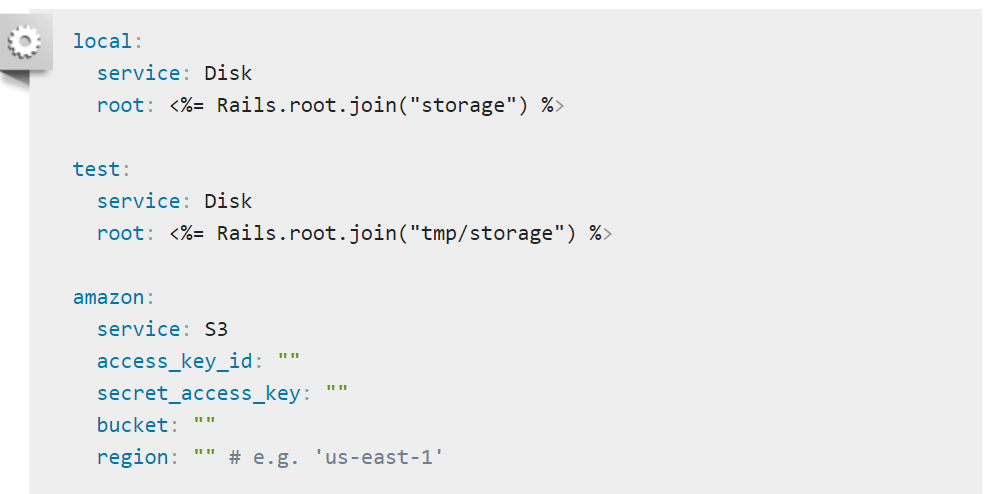 local:
  service: Disk
  root: <%= Rails.root.join("storage") %>

test:
  service: Disk
  root: <%= Rails.root.join("tmp/storage") %>

amazon:
  service: S3
  access_key_id: ""
  secret_access_key: ""
  bucket: ""
  region: "" # e.g. 'us-east-1'